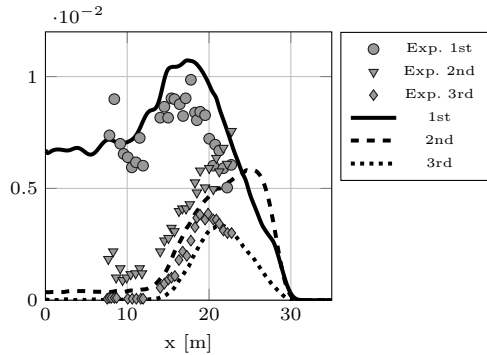 ·10⁻²
1
0.5
0
0 10 20 30
x [m]
Exp. 1st
Exp. 2nd
Exp. 3rd
1st
2nd
3rd